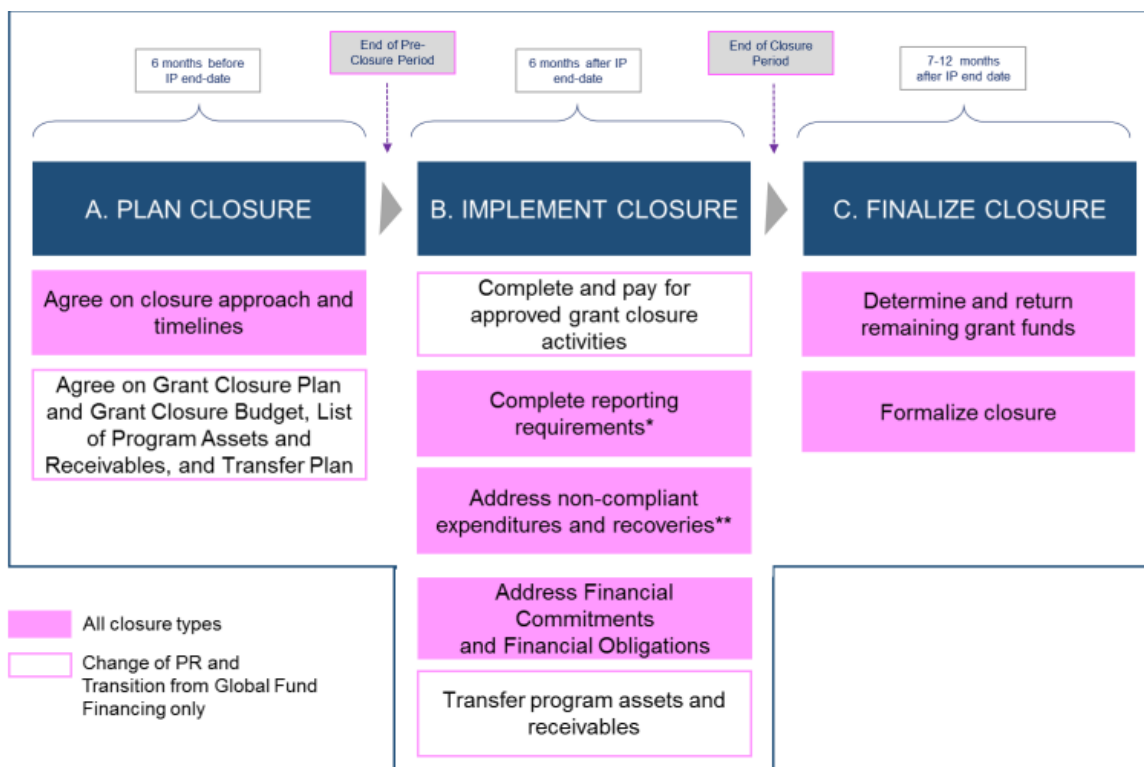 6 months before
IP end-date
End of Pre-
Closure Period
6 months after IP
end-date
End of Closure
Period
7-12 months
after IP end date
A. PLAN CLOSURE
B. IMPLEMENT CLOSURE
C. FINALIZE CLOSURE
Agree on closure approach and
timelines
Agree on Grant Closure Plan
and Grant Closure Budget, List
of Program Assets and
Receivables, and Transfer Plan
Complete and pay for
approved grant closure
activities
Complete reporting
requirements*
Address non-compliant
expenditures and recoveries**
Address Financial
Commitments
and Financial Obligations
Transfer program assets and
receivables
Determine and return
remaining grant funds
Formalize closure
All closure types
Change of PR and
Transition from Global Fund
Financing only